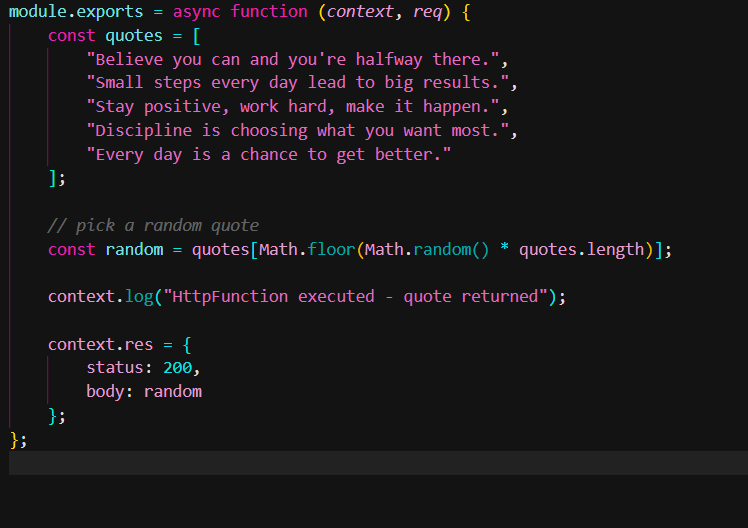 module.exports = async function (context, req) {
    const quotes = [
        "Believe you can and you're halfway there.",
        "Small steps every day lead to big results.",
        "Stay positive, work hard, make it happen.",
        "Discipline is choosing what you want most.",
        "Every day is a chance to get better."
    ];

    // pick a random quote
    const random = quotes[Math.floor(Math.random() * quotes.length)];

    context.log("HttpFunction executed - quote returned");

    context.res = {
        status: 200,
        body: random
    };
};